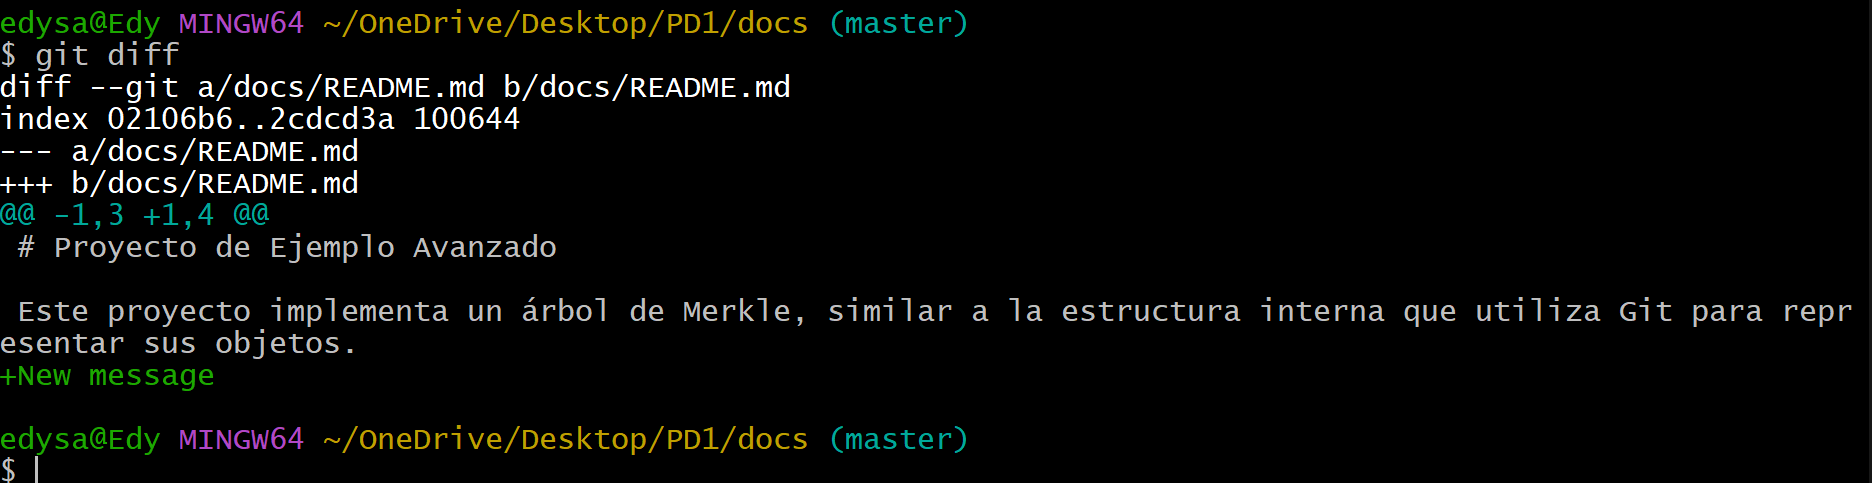 edysa@Edy MINGW64 ~/OneDrive/Desktop/PD1/docs (master)
$ git diff
diff --git a/docs/README.md b/docs/README.md
index 02106b6..2cdcd3a 100644
--- a/docs/README.md
+++ b/docs/README.md
@@ -1,3 +1,4 @@
 # Proyecto de Ejemplo Avanzado

 Este proyecto implementa un árbol de Merkle, similar a la estructura interna que utiliza Git para repr
esentar sus objetos.
+New message

edysa@Edy MINGW64 ~/OneDrive/Desktop/PD1/docs (master)
$